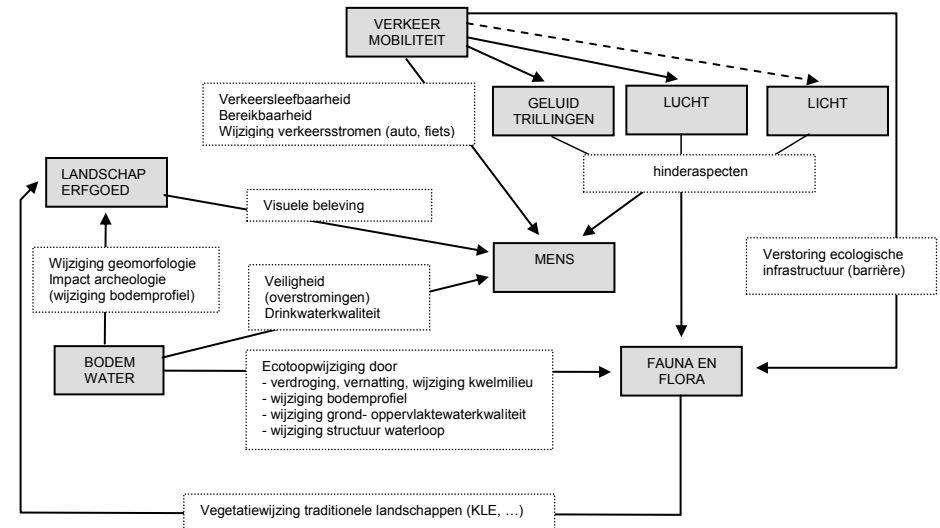 VERKEER
MOBILITEIT
Verkeersleefbaarheid
Bereikbaarheid
Wijziging verkeersstromen (auto, fiets)
GELUID
TRILLINGEN
LUCHT
LICHT
hinderaspecten
LANDSCHAP
ERFGOED
Visuele beleving
MENS
Verstoring ecologische
infrastructuur (barrière)
Wijziging geomorfologie
Impact archeologie
(wijziging bodemprofiel)
Veiligheid
(overstromingen)
Drinkwaterkwaliteit
BODEM
WATER
Ecotoopwijziging door
- verdroging, vernatting, wijziging kwelmilieu
- wijziging bodemprofiel
- wijziging grond- oppervlaktewaterkwaliteit
- wijziging structuur waterloop
FAUNA EN
FLORA
Vegetatiewijzing traditionele landschappen (KLE, …)